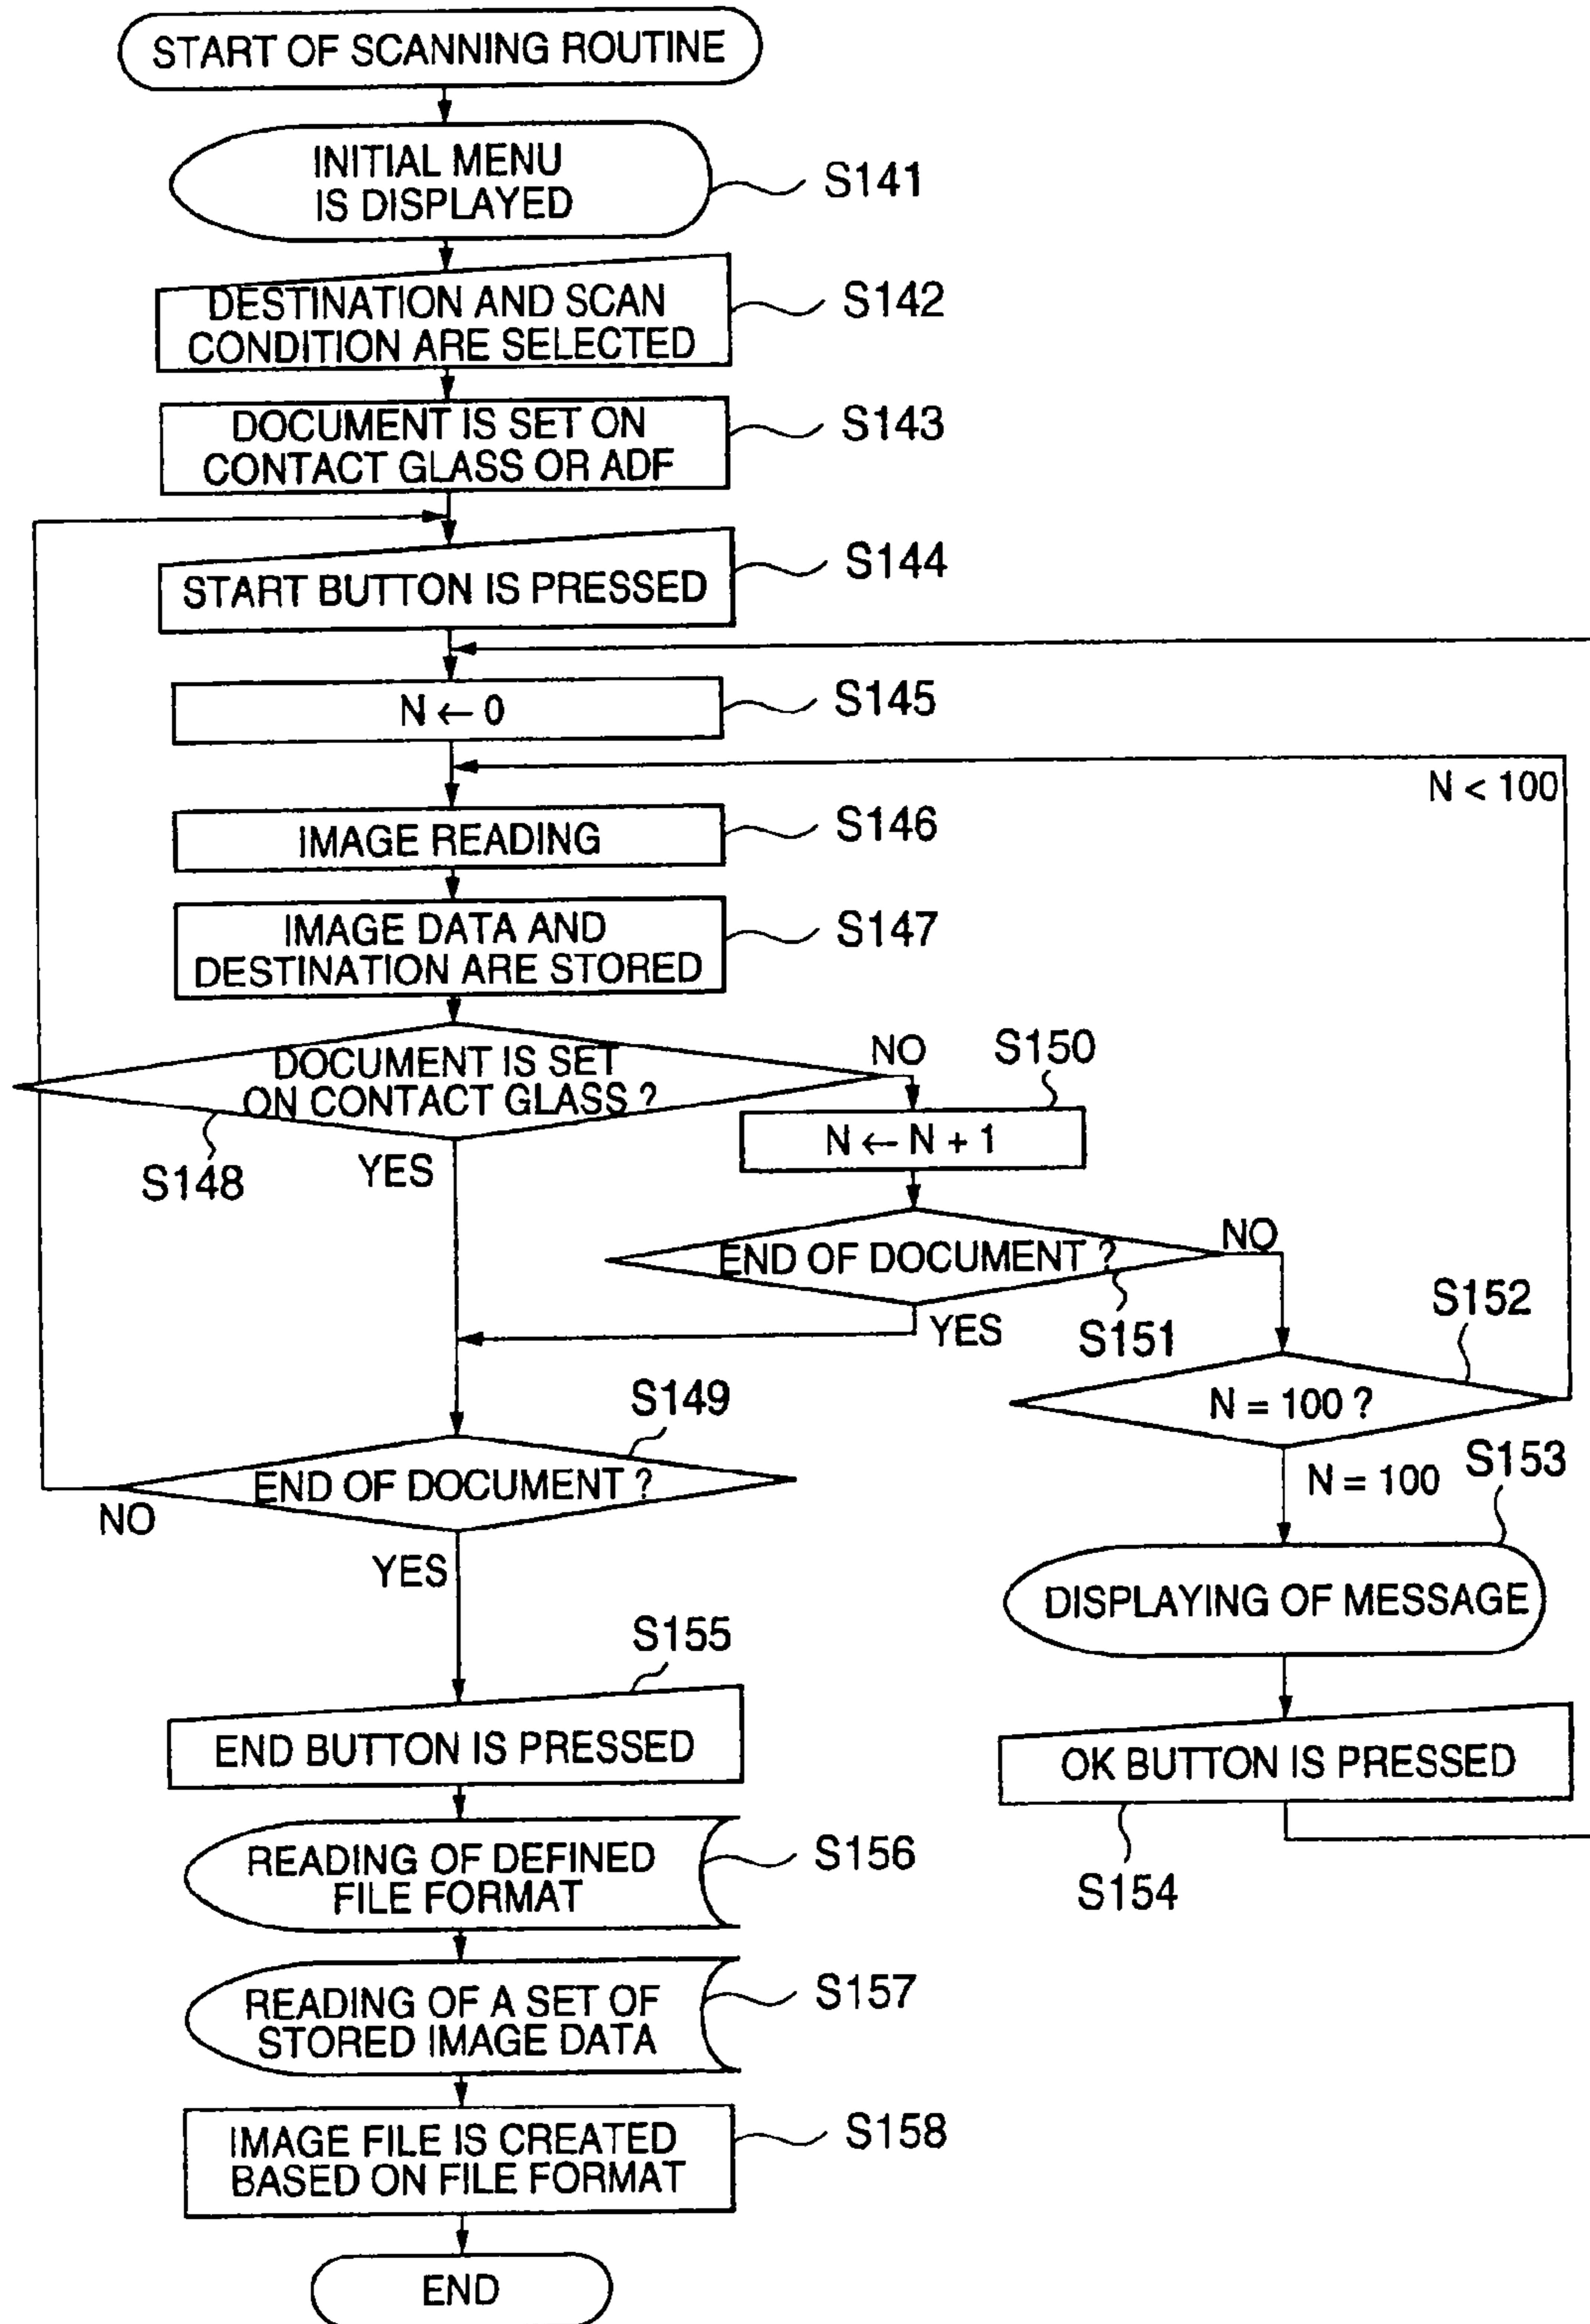 START OF SCANNING ROUTINE
INITIAL MENU
IS DISPLAYED
S141
DESTINATION AND SCAN
CONDITION ARE SELECTED
S142
DOCUMENT IS SET ON
CONTACT GLASS OR ADF
S143
START BUTTON IS PRESSED
S144
N ← 0
S145
N < 100
IMAGE READING
S146
IMAGE DATA AND
DESTINATION ARE STORED
S147
DOCUMENT IS SET
ON CONTACT GLASS ?
S148
NO
YES
S150
N ← N + 1
END OF DOCUMENT ?
NO
YES
S151
S152
N = 100 ?
N = 100
S149
END OF DOCUMENT ?
NO
YES
S153
DISPLAYING OF MESSAGE
S155
END BUTTON IS PRESSED
OK BUTTON IS PRESSED
S154
READING OF DEFINED
FILE FORMAT
S156
READING OF A SET OF
STORED IMAGE DATA
S157
IMAGE FILE IS CREATED
BASED ON FILE FORMAT
S158
END